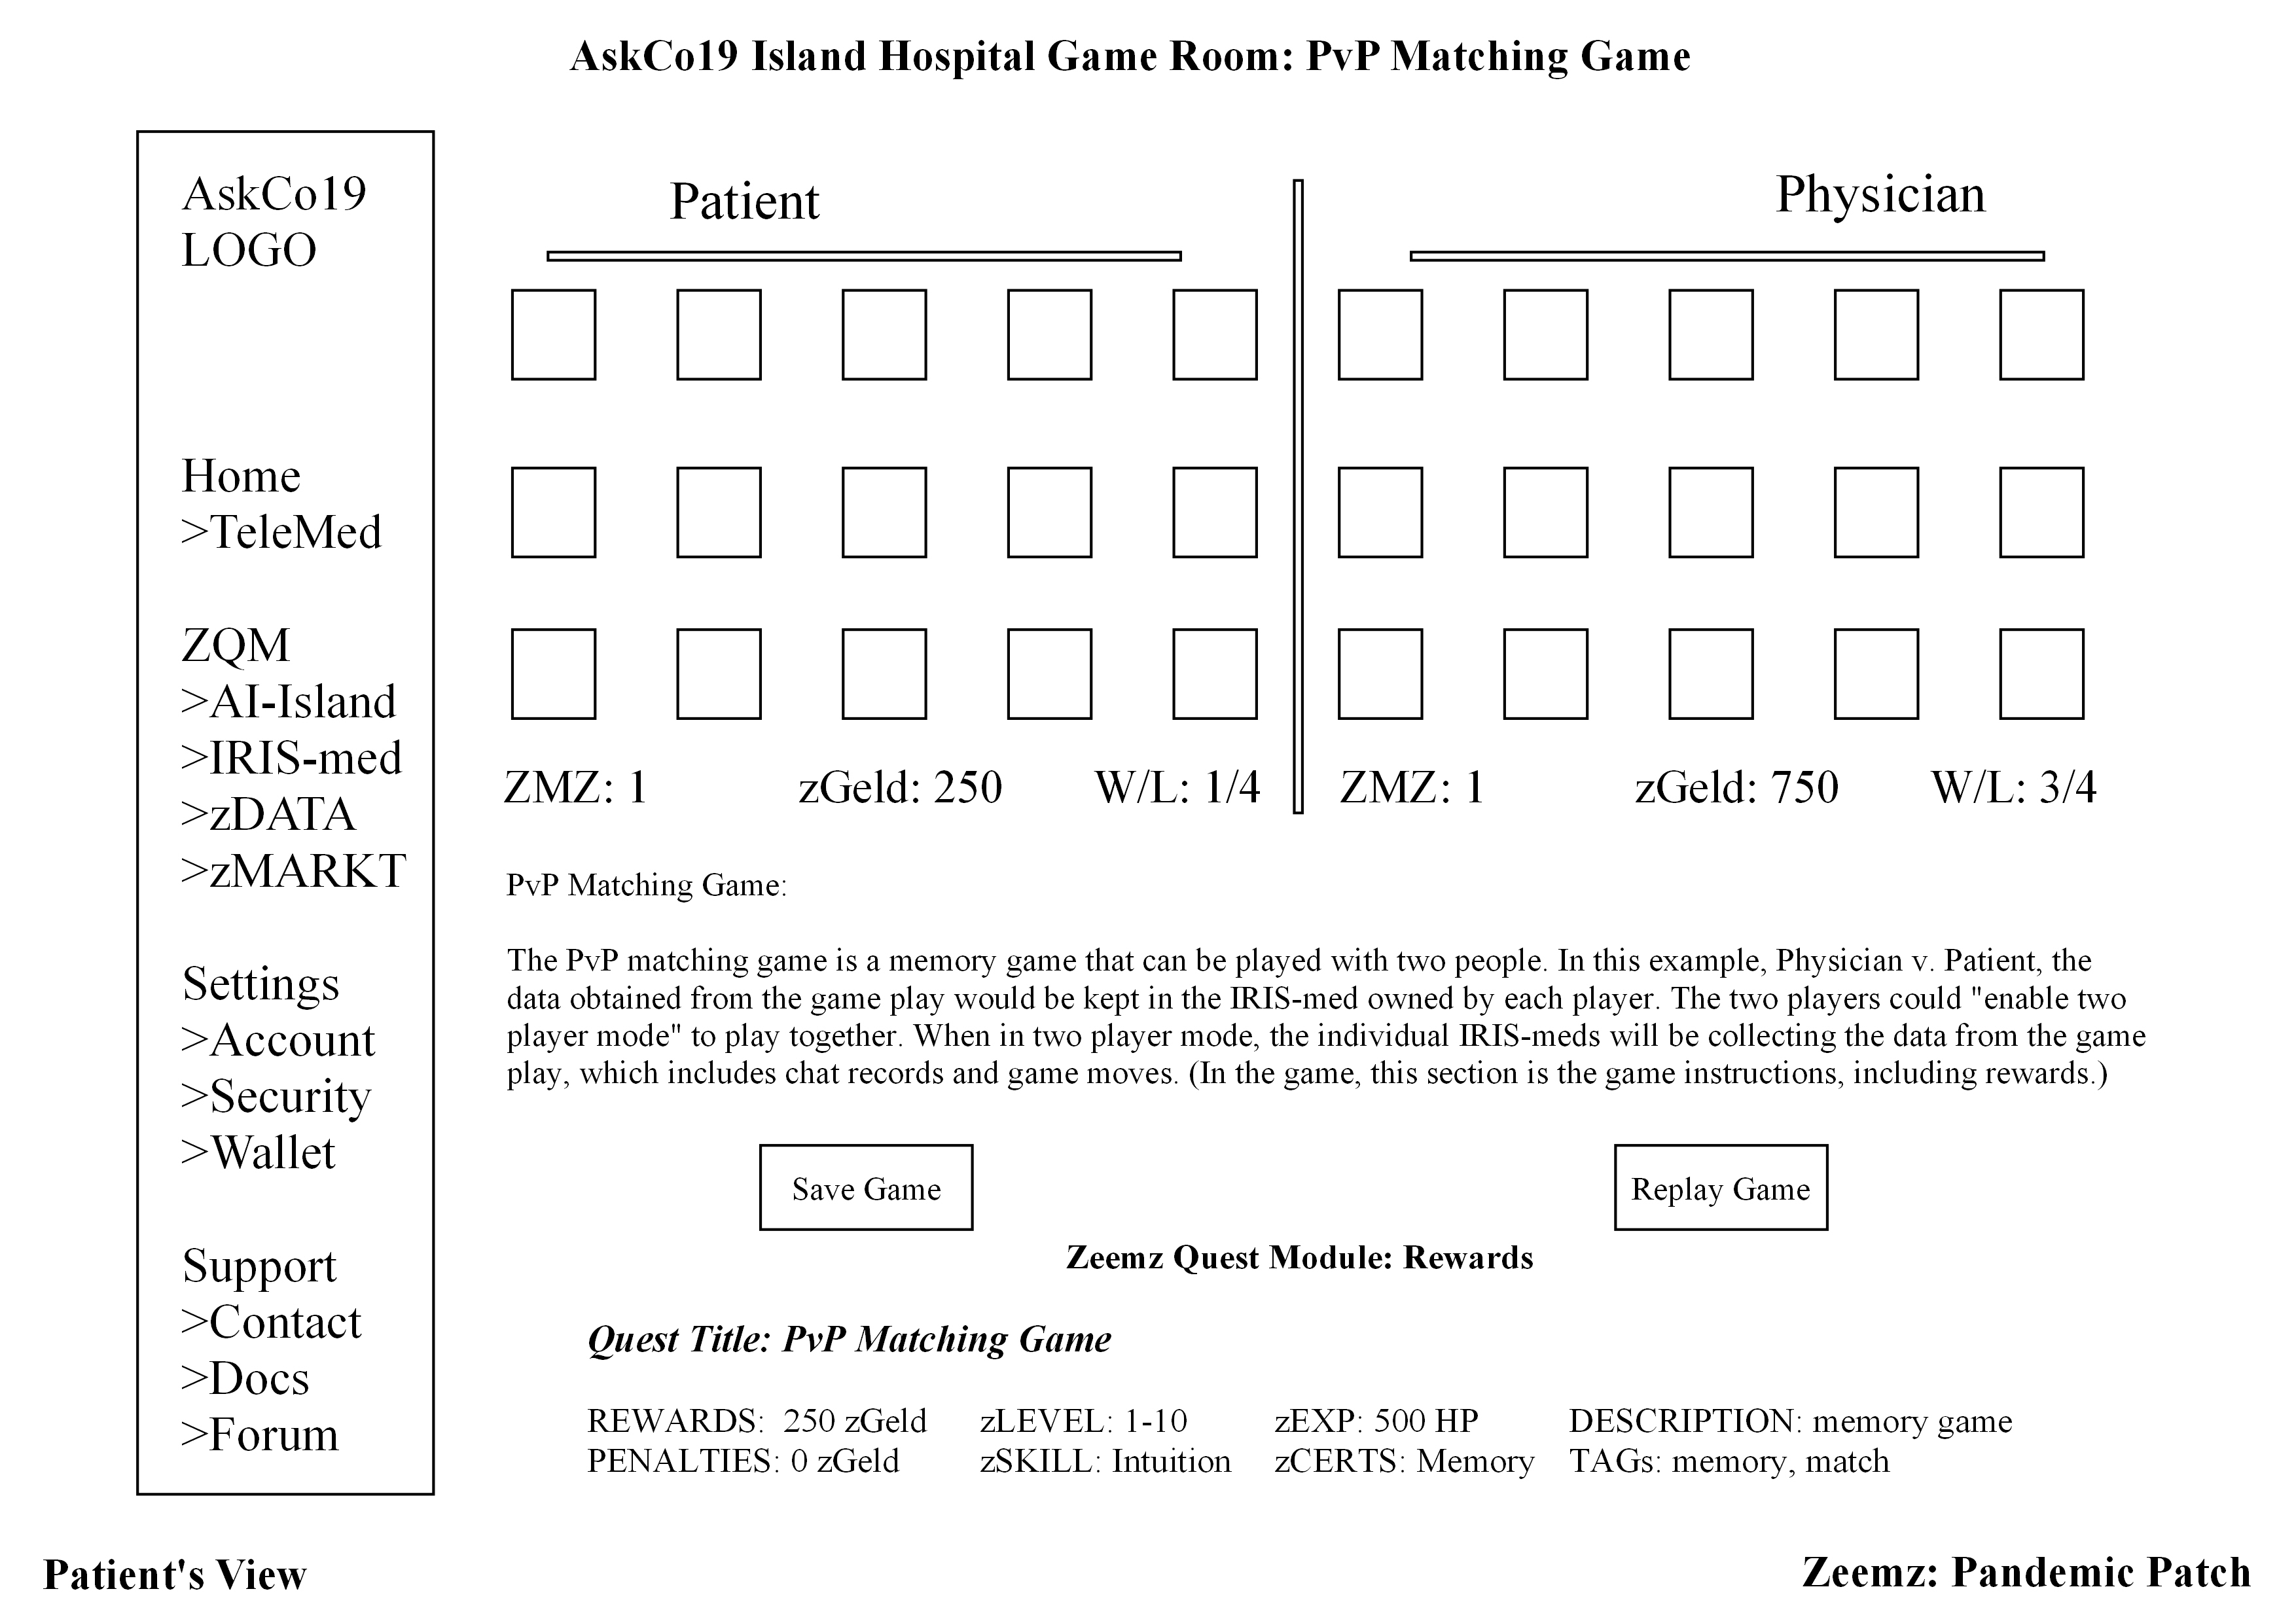 AskCo19 Island Hospital Game Room: PvP Matching Game
AskCo19
LOGO
Home
>TeleMed
ZQM
>AI-Island
>IRIS-med
>zDATA
>zMARKT
Settings
>Account
>Security
>Wallet
Support
>Contact
>Docs
>Forum
Patient
Physician
ZMZ: 1 zGeld: 250 W/L: 1/4
ZMZ: 1 zGeld: 750 W/L: 3/4
PvP Matching Game:
The PvP matching game is a memory game that can be played with two people. In this example, Physician v. Patient, the
data obtained from the game play would be kept in the IRIS-med owned by each player. The two players could "enable two
player mode" to play together. When in two player mode, the individual IRIS-meds will be collecting the data from the game
play, which includes chat records and game moves. (In the game, this section is the game instructions, including rewards.)
Save Game
Replay Game
Zeemz Quest Module: Rewards
Quest Title: PvP Matching Game
REWARDS: 250 zGeld zLEVEL: 1-10 zEXP: 500 HP DESCRIPTION: memory game
PENALTIES: 0 zGeld zSKILL: Intuition zCERTS: Memory TAGs: memory, match
Patient's View
Zeemz: Pandemic Patch